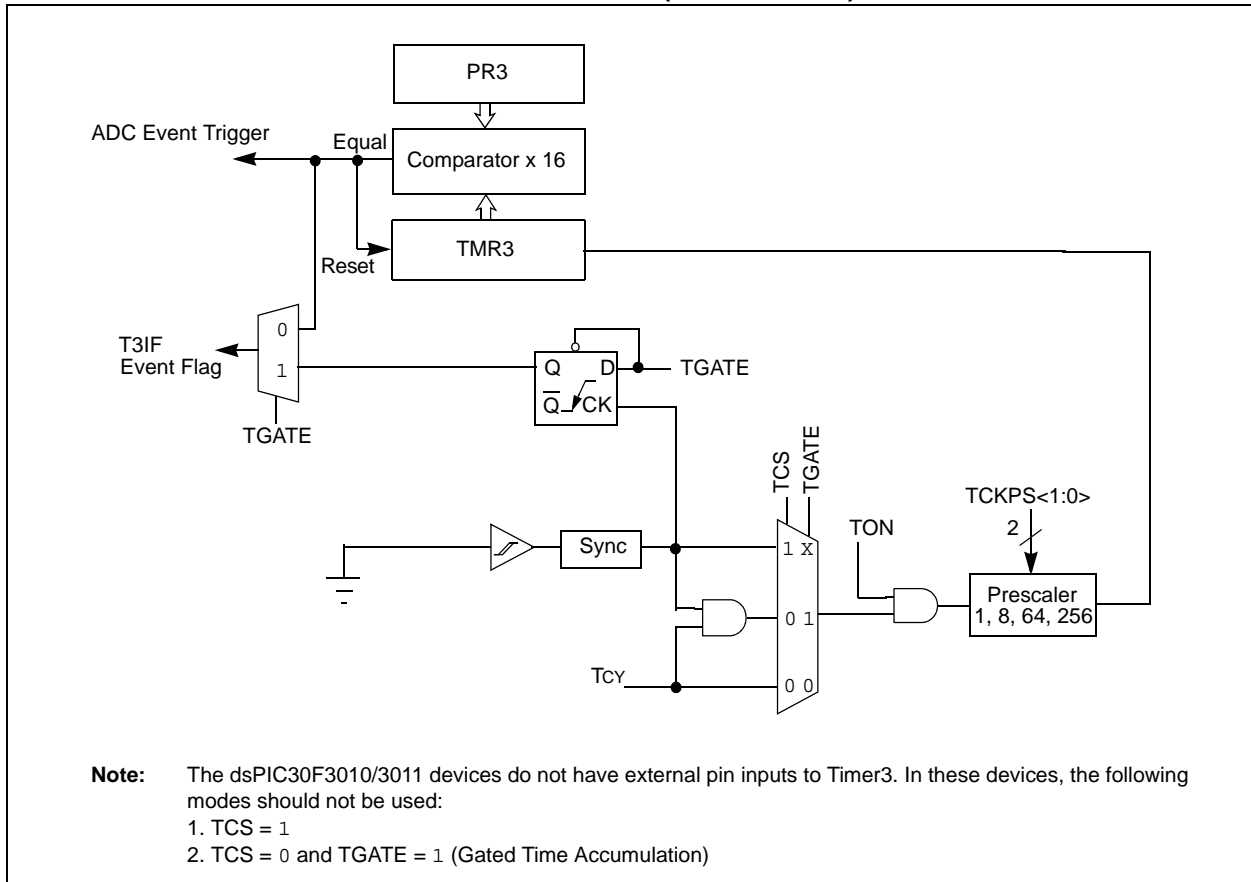 PR3
ADC Event Trigger
Equal
Comparator x 16
TMR3
Reset
0
T3IF
Event Flag
1
Q D
TGATE
Q CK
TGATE
TCS
TGATE
TCKPS<1:0>
2
TON
Sync
1 X
Prescaler
1, 8, 64, 256
0 1
TCY
0 0
Note: The dsPIC30F3010/3011 devices do not have external pin inputs to Timer3. In these devices, the following
modes should not be used:
1. TCS = 1
2. TCS = 0 and TGATE = 1 (Gated Time Accumulation)